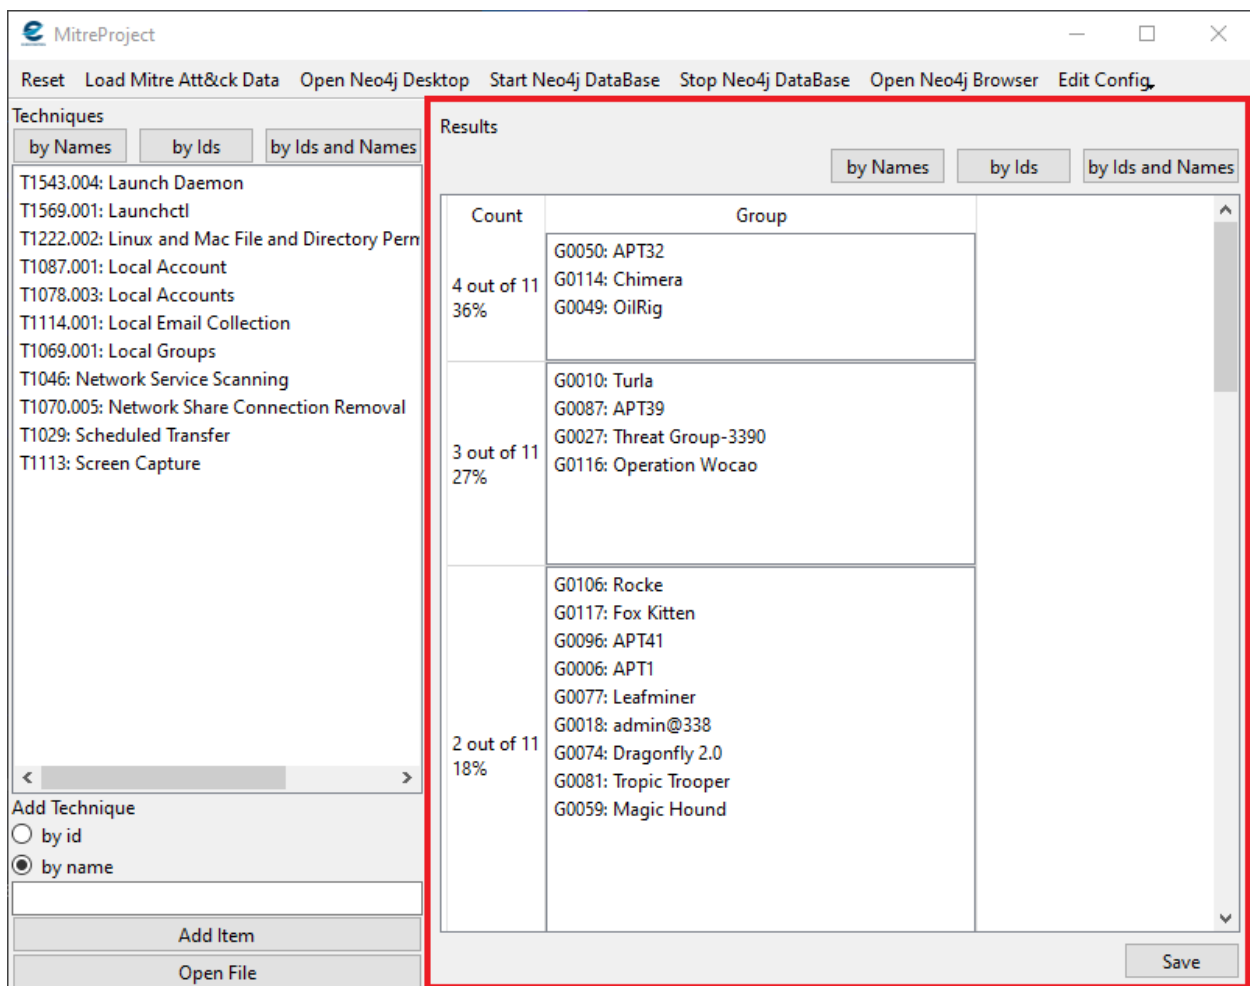 MitreProject
Reset Load Mitre Att&ck Data Open Neo4j Desktop Start Neo4j DataBase Stop Neo4j DataBase Open Neo4j Browser Edit Config
Techniques
by Names by Ids by Ids and Names
T1543.004: Launch Daemon
T1569.001: Launchctl
T1222.002: Linux and Mac File and Directory Perm
T1087.001: Local Account
T1078.003: Local Accounts
T1114.001: Local Email Collection
T1069.001: Local Groups
T1046: Network Service Scanning
T1070.005: Network Share Connection Removal
T1029: Scheduled Transfer
T1113: Screen Capture
Add Technique
by id
by name
Add Item
Open File
Results
by Names by Ids by Ids and Names
Count Group
4 out of 11
36%
G0050: APT32
G0114: Chimera
G0049: OilRig
3 out of 11
27%
G0010: Turla
G0087: APT39
G0027: Threat Group-3390
G0116: Operation Wocao
2 out of 11
18%
G0106: Rocke
G0117: Fox Kitten
G0096: APT41
G0006: APT1
G0077: Leafminer
G0018: admin@338
G0074: Dragonfly 2.0
G0081: Tropic Trooper
G0059: Magic Hound
Save